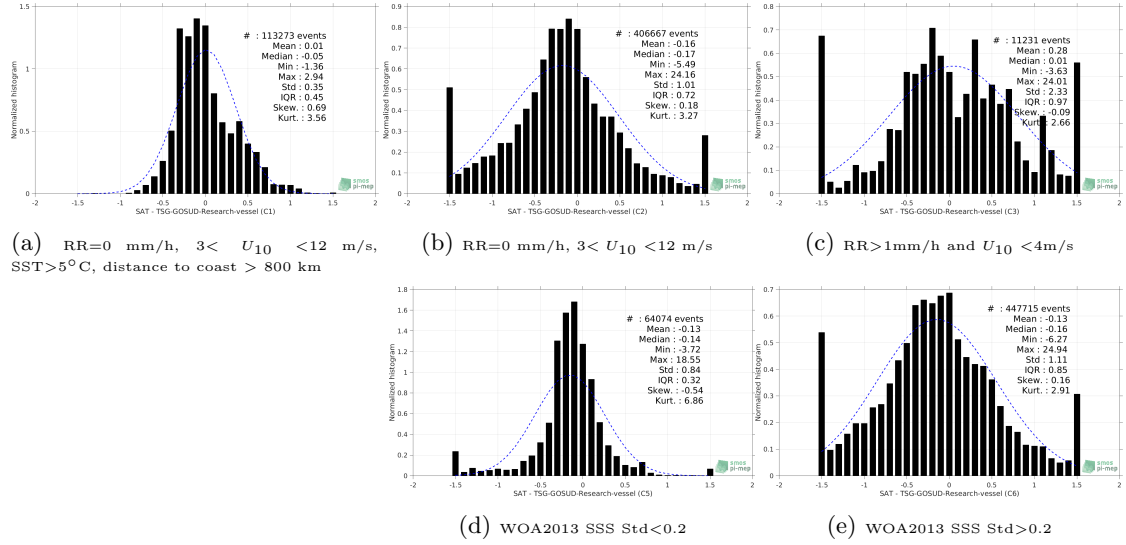 1.5
1
0.5
0
Normalized histogram
# : 113273 events
Mean : 0.01
Median : -0.05
Min : -1.36
Max : 2.94
Std : 0.35
IQR : 0.45
Skew. : 0.69
Kurt. : 3.56
smos
pi-mep
-2 -1.5 -1 -0.5 0 0.5 1 1.5 2
SAT - TSG-GOSUD-Research-vessel (C1)
(a) RR=0 mm/h, 3< U10 <12 m/s,
SST>5°C, distance to coast > 800 km
0.9
0.8
0.7
0.6
0.5
0.4
0.3
0.2
0.1
0
Normalized histogram
# : 406667 events
Mean : -0.16
Median : -0.17
Min : -5.49
Max : 24.16
Std : 1.01
IQR : 0.72
Skew. : 0.18
Kurt. : 3.27
smos
pi-mep
-2 -1.5 -1 -0.5 0 0.5 1 1.5 2
SAT - TSG-GOSUD-Research-vessel (C2)
(b) RR=0 mm/h, 3< U10 <12 m/s
0.8
0.7
0.6
0.5
0.4
0.3
0.2
0.1
0
Normalized histogram
# : 11231 events
Mean : 0.28
Median : 0.01
Min : -3.63
Max : 24.01
Std : 2.33
IQR : 0.97
Skew. : -0.09
Kurt. : 2.66
smos
pi-mep
-2 -1.5 -1 -0.5 0 0.5 1 1.5 2
SAT - TSG-GOSUD-Research-vessel (C3)
(c) RR>1mm/h and U10 <4m/s
1.8
1.6
1.4
1.2
1
0.8
0.6
0.4
0.2
0
Normalized histogram
# : 64074 events
Mean : -0.13
Median : -0.14
Min : -3.72
Max : 18.55
Std : 0.84
IQR : 0.32
Skew. : -0.54
Kurt. : 6.86
smos
pi-mep
-2 -1.5 -1 -0.5 0 0.5 1 1.5 2
SAT - TSG-GOSUD-Research-vessel (C5)
(d) WOA2013 SSS Std<0.2
0.7
0.6
0.5
0.4
0.3
0.2
0.1
0
Normalized histogram
# : 447715 events
Mean : -0.13
Median : -0.16
Min : -6.27
Max : 24.94
Std : 1.11
IQR : 0.85
Skew. : 0.16
Kurt. : 2.91
smos
pi-mep
-2 -1.5 -1 -0.5 0 0.5 1 1.5 2
SAT - TSG-GOSUD-Research-vessel (C6)
(e) WOA2013 SSS Std>0.2